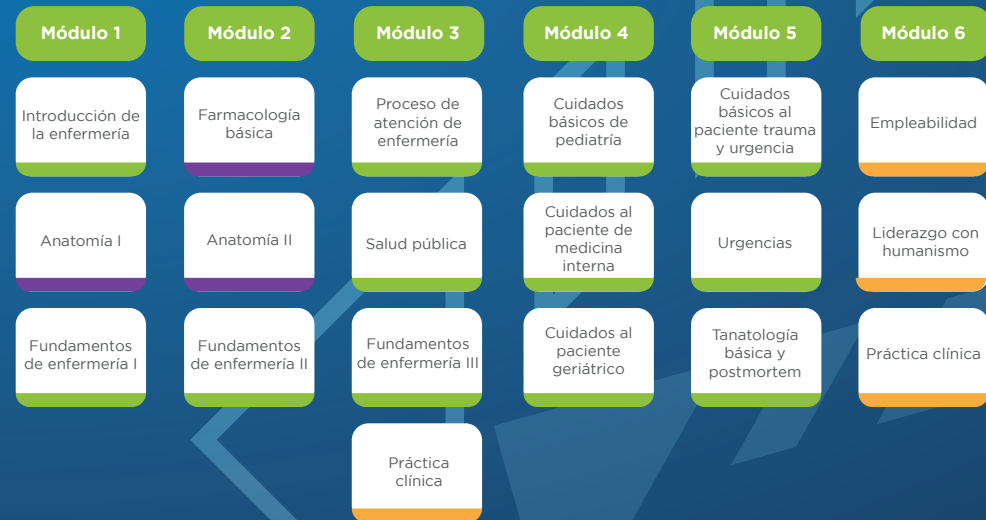 Módulo 1
Módulo 2
Módulo 3
Módulo 4
Módulo 5
Módulo 6
Introducción de
la enfermería
Farmacología
básica
Proceso de
atención de
enfermería
Cuidados
básicos de
pediatría
Cuidados
básicos al
paciente trauma
y urgencia
Empleabilidad
Anatomía I
Anatomía II
Salud pública
Cuidados al
paciente de
medicina
interna
Urgencias
Liderazgo con
humanismo
Fundamentos
de enfermería I
Fundamentos
de enfermería II
Fundamentos
de enfermería III
Cuidados al
paciente
geriátrico
Tanatología
básica y
postmortem
Práctica clínica
Práctica
clínica